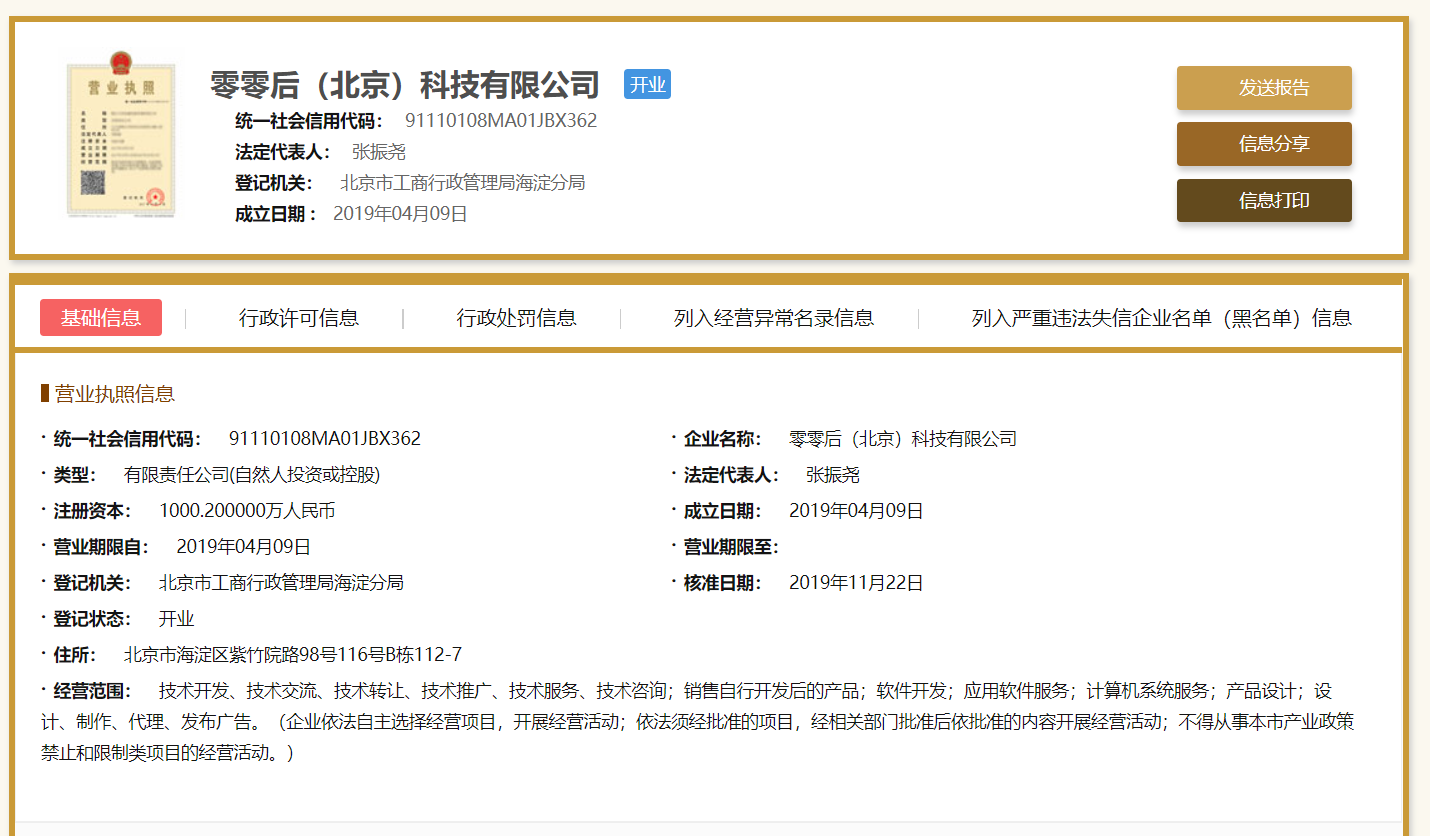 营业执照
零零后（北京）科技有限公司 开业
统一社会信用代码： 91110108MA01JBX362
法定代表人： 张振尧
登记机关： 北京市工商行政管理局海淀分局
成立日期： 2019年04月09日
发送报告
信息分享
信息打印
基础信息 行政许可信息 行政处罚信息 列入经营异常名录信息 列入严重违法失信企业名单（黑名单）信息
营业执照信息
· 统一社会信用代码： 91110108MA01JBX362 · 企业名称： 零零后（北京）科技有限公司
· 类型： 有限责任公司(自然人投资或控股) · 法定代表人： 张振尧
· 注册资本： 1000.200000万人民币 · 成立日期： 2019年04月09日
· 营业期限自： 2019年04月09日 · 营业期限至：
· 登记机关： 北京市工商行政管理局海淀分局 · 核准日期： 2019年11月22日
· 登记状态： 开业
· 住所： 北京市海淀区紫竹院路98号116号B栋112-7
· 经营范围： 技术开发、技术交流、技术转让、技术推广、技术服务、技术咨询；销售自行开发后的产品；软件开发；应用软件服务；计算机系统服务；产品设计；设
计、制作、代理、发布广告。（企业依法自主选择经营项目，开展经营活动；依法须经批准的项目，经相关部门批准后依批准的内容开展经营活动；不得从事本市产业政策
禁止和限制类项目的经营活动。）